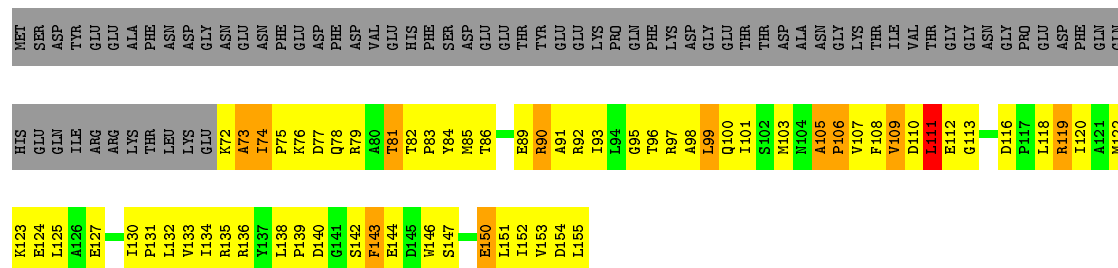 MET SER ASP TYR GLU GLU ALA PHE ASN ASP GLY ASN GLU ASN PHE GLU ASP PHE ASP VAL GLU HIS PHE SER ASP GLU GLU THR TYR GLU GLU LYS PRO GLN PHE LYS ASP GLY GLU THR THR ASP ALA ASN GLY LYS THR ILE VAL THR GLY GLY ASN GLY PRO GLU ASP PHE GLN GLN
HIS GLU GLN ILE ARG ARG LYS THR LEU LYS GLU K72 A73 I74 P75 K76 D77 Q78 R79 A80 T81 T82 P83 Y84 M85 T86 E89 R90 A91 R92 I93 L94 G95 T96 R97 A98 L99 Q100 I101 S102 M103 N104 A105 P106 V107 F108 V109 D110 L111 E112 G113 D116 P117 L118 R119 I120 A121 M122
K123 E124 L125 A126 E127 I130 P131 L132 V133 I134 R135 R136 Y137 L138 P139 D140 G141 S142 F143 E144 D145 W146 S147 E150 L151 I152 V153 D154 L155